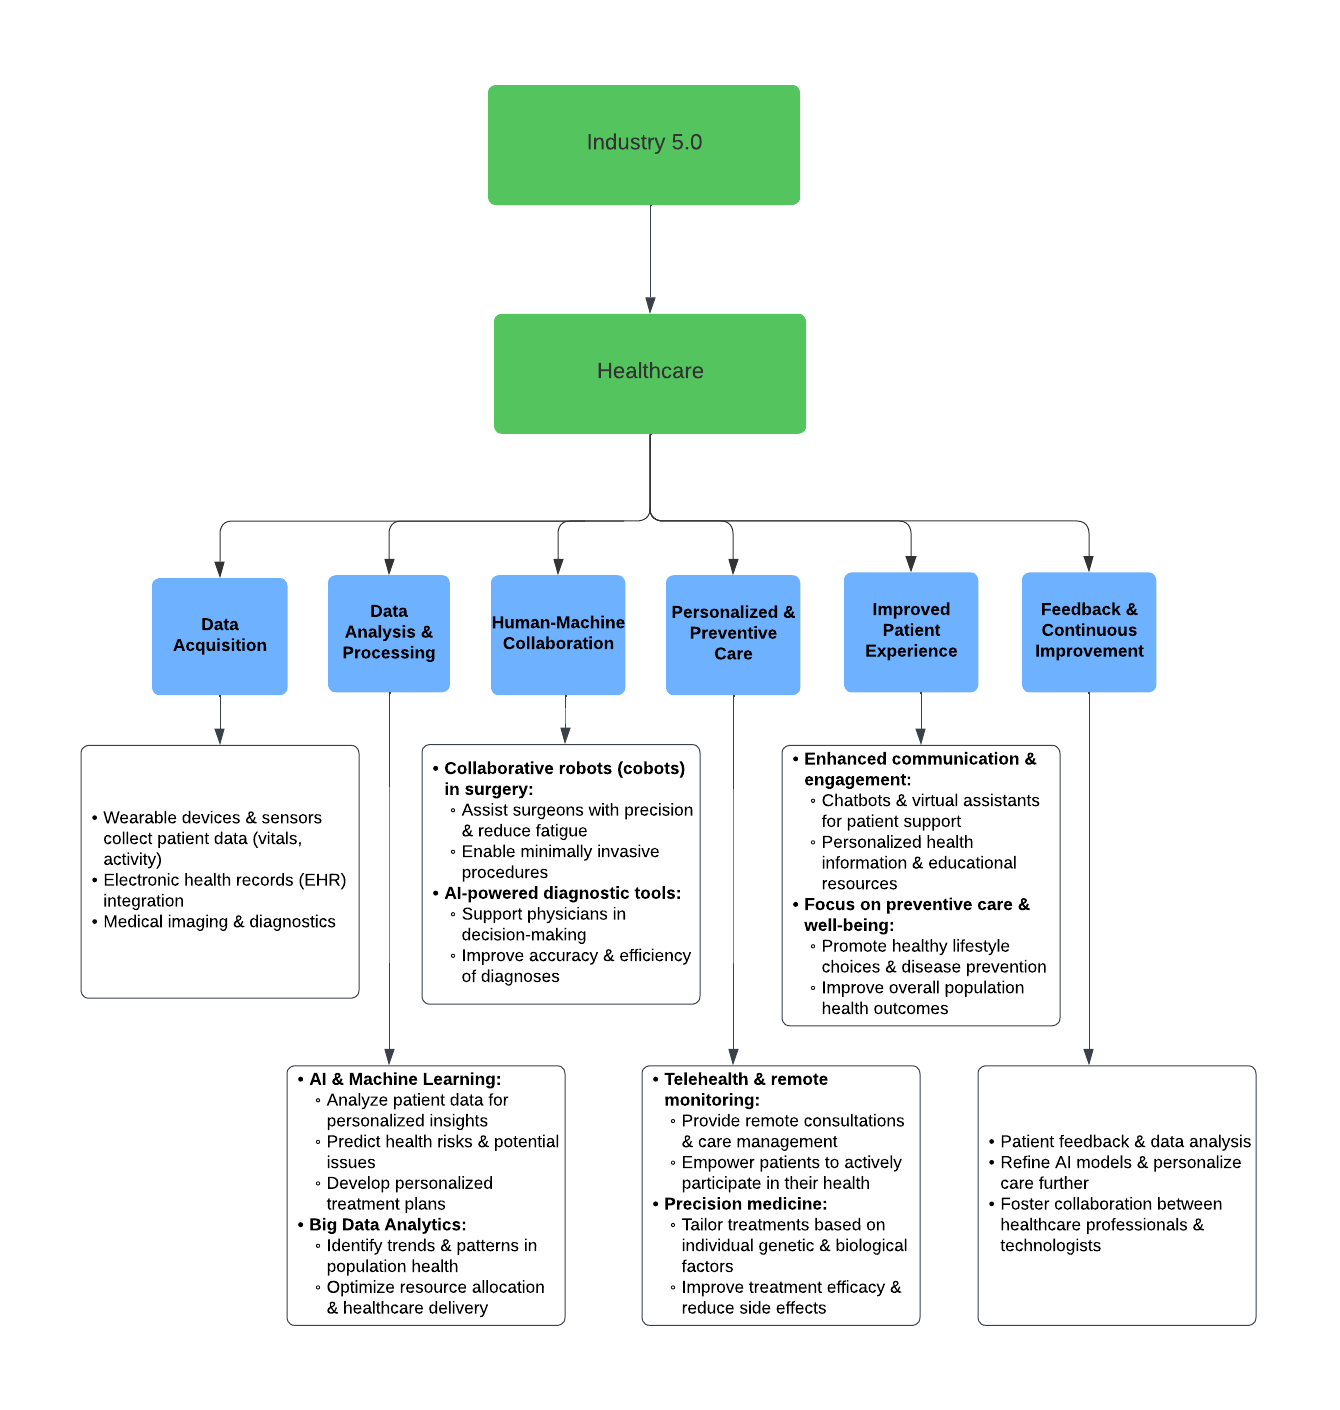 Industry 5.0
Healthcare
Data
Acquisition
Data
Analysis &
Processing
Human-Machine
Collaboration
Personalized &
Preventive
Care
Improved
Patient
Experience
Feedback &
Continuous
Improvement
• Wearable devices & sensors
collect patient data (vitals,
activity)
• Electronic health records (EHR)
integration
• Medical imaging & diagnostics
• Collaborative robots (cobots)
in surgery:
◦ Assist surgeons with precision
& reduce fatigue
◦ Enable minimally invasive
procedures
• AI-powered diagnostic tools:
◦ Support physicians in
decision-making
◦ Improve accuracy & efficiency
of diagnoses
• Enhanced communication &
engagement:
◦ Chatbots & virtual assistants
for patient support
◦ Personalized health
information & educational
resources
• Focus on preventive care &
well-being:
◦ Promote healthy lifestyle
choices & disease prevention
◦ Improve overall population
health outcomes
• AI & Machine Learning:
◦ Analyze patient data for
personalized insights
◦ Predict health risks & potential
issues
◦ Develop personalized
treatment plans
• Big Data Analytics:
◦ Identify trends & patterns in
population health
◦ Optimize resource allocation
& healthcare delivery
• Telehealth & remote
monitoring:
◦ Provide remote consultations
& care management
◦ Empower patients to actively
participate in their health
• Precision medicine:
◦ Tailor treatments based on
individual genetic & biological
factors
◦ Improve treatment efficacy &
reduce side effects
• Patient feedback & data analysis
• Refine AI models & personalize
care further
• Foster collaboration between
healthcare professionals &
technologists